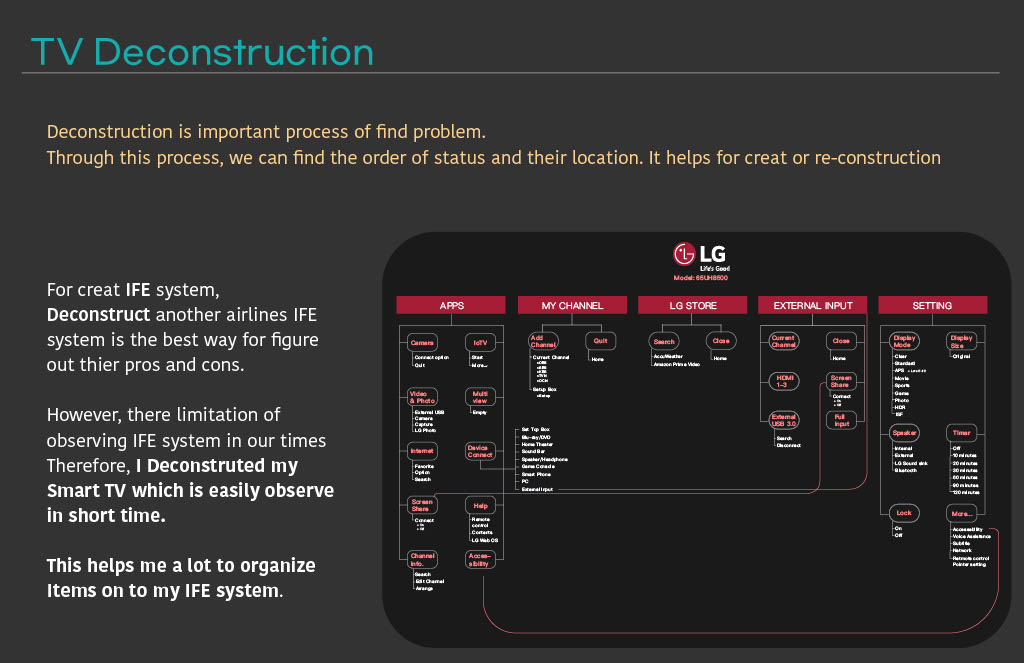 TV Deconstruction
Deconstruction is important process of find problem.
Through this process, we can find the order of status and their location. It helps for creat or re-construction
For creat IFE system,
Deconstruct another airlines IFE
system is the best way for figure
out thier pros and cons.
However, there limitation of
observing IFE system in our times
Therefore, I Deconstruted my
Smart TV which is easily observe
in short time.
This helps me a lot to organize
Items on to my IFE system.
LG
Life's Good
Model: 65UH8600
APPS
Camera
Connect option
Quit
IoTV
Start
More...
Video
& Photo
External USB
Camera
Capture
LG Photo
Multi
view
Empty
Internet
Favorite
Option
Search
Device
Connect
Set Top Box
Blu-ray/DVD
Home Theater
Sound Bar
Speaker/Headphone
Game Console
Smart Phone
PC
External Input
Screen
Share
Connect
Help
Remote
control
Contents
LG Web OS
Channel
Info.
Search
Edit Channel
Arrange
Acces-
sibility
MY CHANNEL
Add
Channel
Current Channel
Setup Box
Quit
Home
LG STORE
Search
AccuWeather
Amazon Prime Video
Close
Home
EXTERNAL INPUT
Current
Channel
Close
Home
HDMI
1-3
Screen
Share
Connect
External
USB 3.0
Search
Disconnect
Full
Input
SETTING
Display
Mode
Clear
Standard
APS
Movie
Sports
Game
Photo
HDR
ISF
Display
Size
Original
Speaker
Internal
External
LG Sound sink
Bluetooth
Timer
Off
10 minutes
20 minutes
30 minutes
60 minutes
90 minutes
120 minutes
Lock
On
Off
More...
Accessibility
Voice Assistance
Subtitle
Network
Remote control
Pointer setting